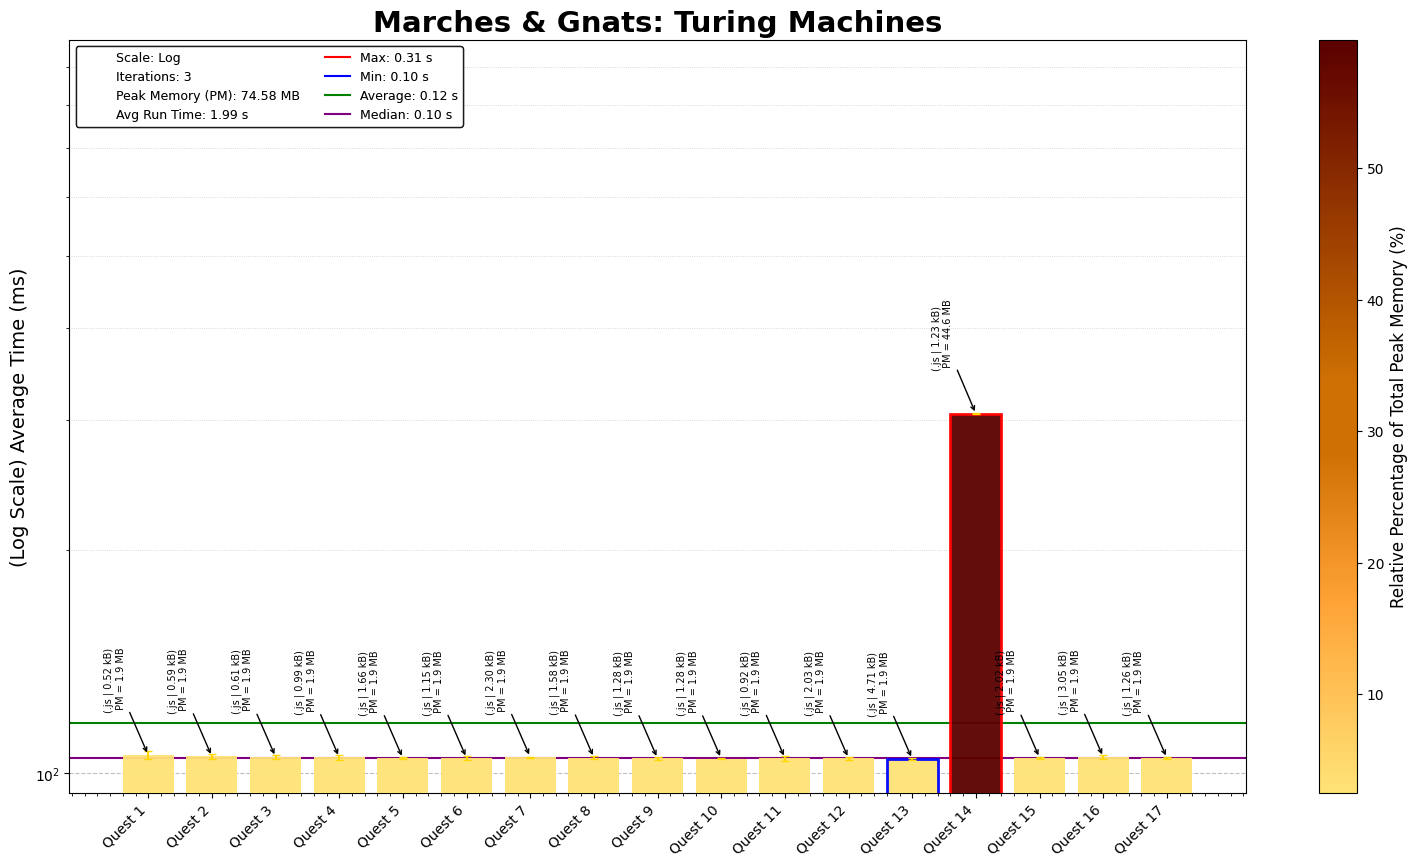 Marches & Gnats: Turing Machines
Scale: Log
Iterations: 3
Peak Memory (PM): 74.58 MB
Avg Run Time: 1.99 s
Max: 0.31 s
Min: 0.10 s
Average: 0.12 s
Median: 0.10 s
(Log Scale) Average Time (ms)
10²
(.js | 0.52 kB)
PM = 1.9 MB
(.js | 0.59 kB)
PM = 1.9 MB
(.js | 0.61 kB)
PM = 1.9 MB
(.js | 0.99 kB)
PM = 1.9 MB
(.js | 1.66 kB)
PM = 1.9 MB
(.js | 1.15 kB)
PM = 1.9 MB
(.js | 2.30 kB)
PM = 1.9 MB
(.js | 1.58 kB)
PM = 1.9 MB
(.js | 1.28 kB)
PM = 1.9 MB
(.js | 1.28 kB)
PM = 1.9 MB
(.js | 0.92 kB)
PM = 1.9 MB
(.js | 2.03 kB)
PM = 1.9 MB
(.js | 4.71 kB)
PM = 1.9 MB
(.js | 1.23 kB)
PM = 44.6 MB
(.js | 2.02 kB)
PM = 1.9 MB
(.js | 3.05 kB)
PM = 1.9 MB
(.js | 1.26 kB)
PM = 1.9 MB
Quest 1
Quest 2
Quest 3
Quest 4
Quest 5
Quest 6
Quest 7
Quest 8
Quest 9
Quest 10
Quest 11
Quest 12
Quest 13
Quest 14
Quest 15
Quest 16
Quest 17
50
40
30
20
10
Relative Percentage of Total Peak Memory (%)